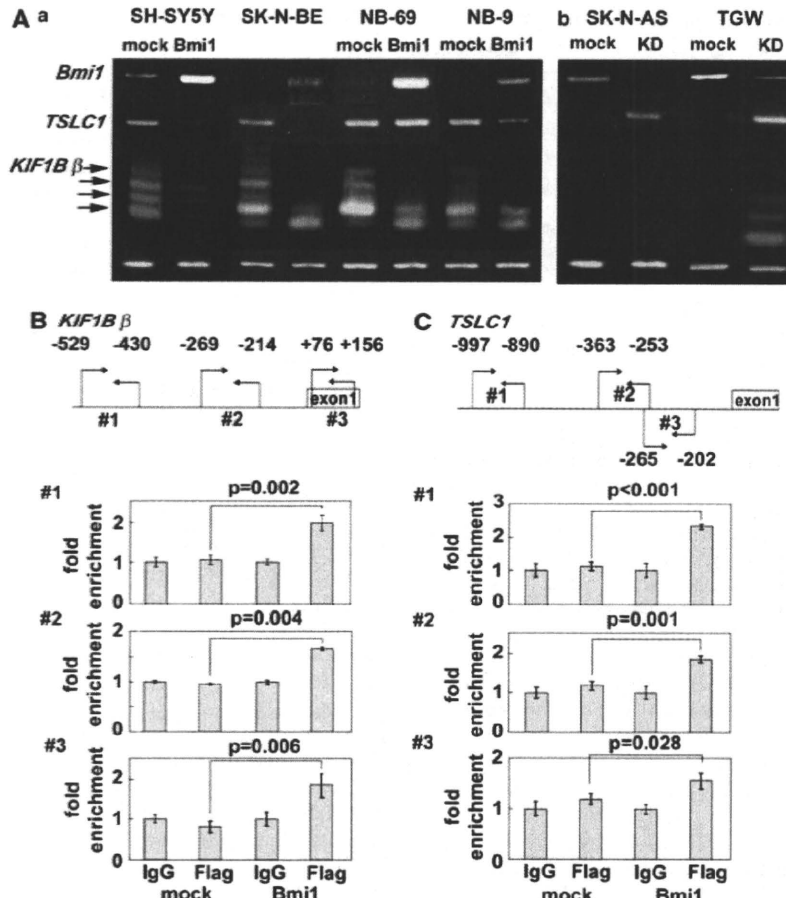 A a SH-SY5Y SK-N-BE NB-69 NB-9 b SK-N-AS TGW
mock Bmi1 mock Bmi1 mock Bmi1 mock KD mock KD
Bmi1
TSLC1
KIF1B β
B KIF1B β
-529 -430 -269 -214 +76 +156
exon1
#1 #2 #3
C TSLC1
-997 -890 -363 -253
#1 #2 exon1
#3
-265 -202
#1 p=0.002
fold enrichment
2
1
0
#2 p=0.004
fold enrichment
2
1
0
#3 p=0.006
fold enrichment
2
1
0
IgG Flag IgG Flag
mock Bmi1
#1 p<0.001
fold enrichment
3
2
1
0
#2 p=0.001
fold enrichment
2
1
0
#3 p=0.028
fold enrichment
2
1
0
IgG Flag IgG Flag
mock Bmi1